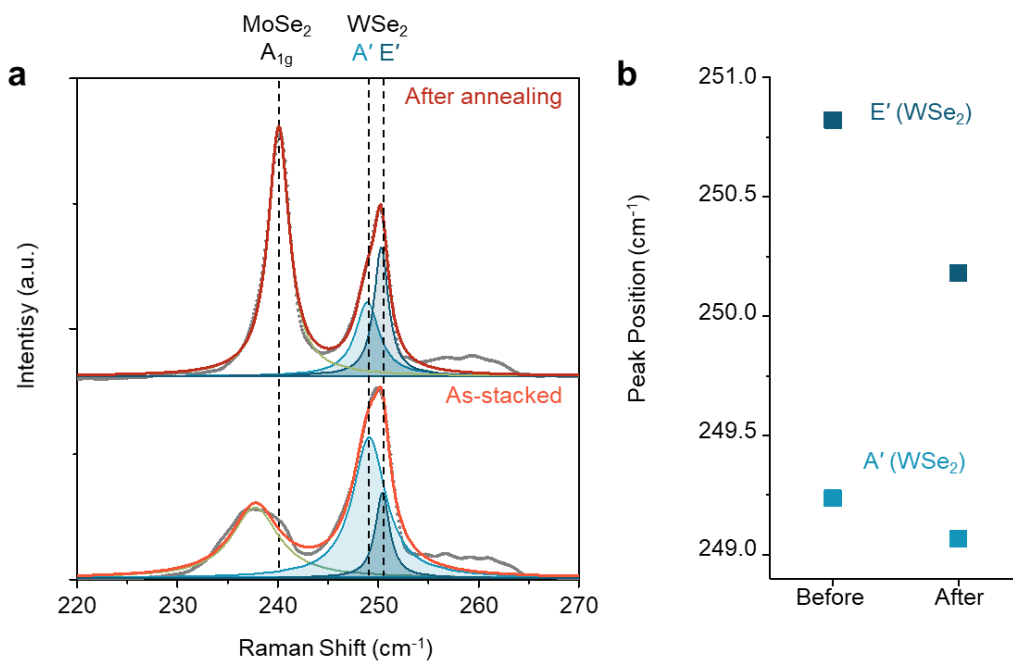 MoSe₂ WSe₂
A₁g A′ E′
a
After annealing
As-stacked
Intentisy (a.u.)
220 230 240 250 260 270
Raman Shift (cm⁻¹)
b
251.0
250.5
250.0
249.5
249.0
Peak Position (cm⁻¹)
E′ (WSe₂)
A′ (WSe₂)
Before After